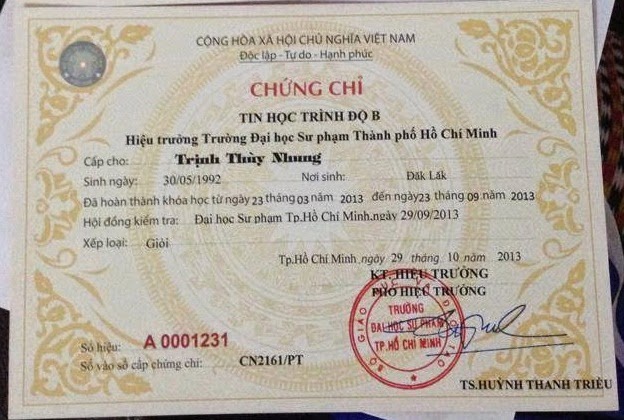 CỘNG HÒA XÃ HỘI CHỦ NGHĨA VIỆT NAM
Độc lập - Tự do - Hạnh phúc
CHỨNG CHỈ
TIN HỌC TRÌNH ĐỘ B
Hiệu trưởng Trường Đại học Sư phạm Thành phố Hồ Chí Minh
Cấp cho: Trịnh Thùy Nhung
Sinh ngày: 30/05/1992 Nơi sinh: Đăk Lăk
Đã hoàn thành khóa học từ ngày 23 tháng 03 năm 2013 đến ngày 23 tháng 09 năm 2013
Hội đồng kiểm tra: Đại học Sư phạm Tp.Hồ Chí Minh,ngày 29/09/2013
Xếp loại: Giỏi
Tp.Hồ Chí Minh,ngày 29 tháng 10 năm 2013
KT. HIỆU TRƯỞNG
PHÓ HIỆU TRƯỞNG
TRƯỜNG
ĐẠI HỌC SƯ PHẠM
TP.HỒ CHÍ MINH
Số hiệu: A 0001231
Số vào sổ cấp chứng chỉ: CN2161/PT
TS.HUỲNH THANH TRIỀU